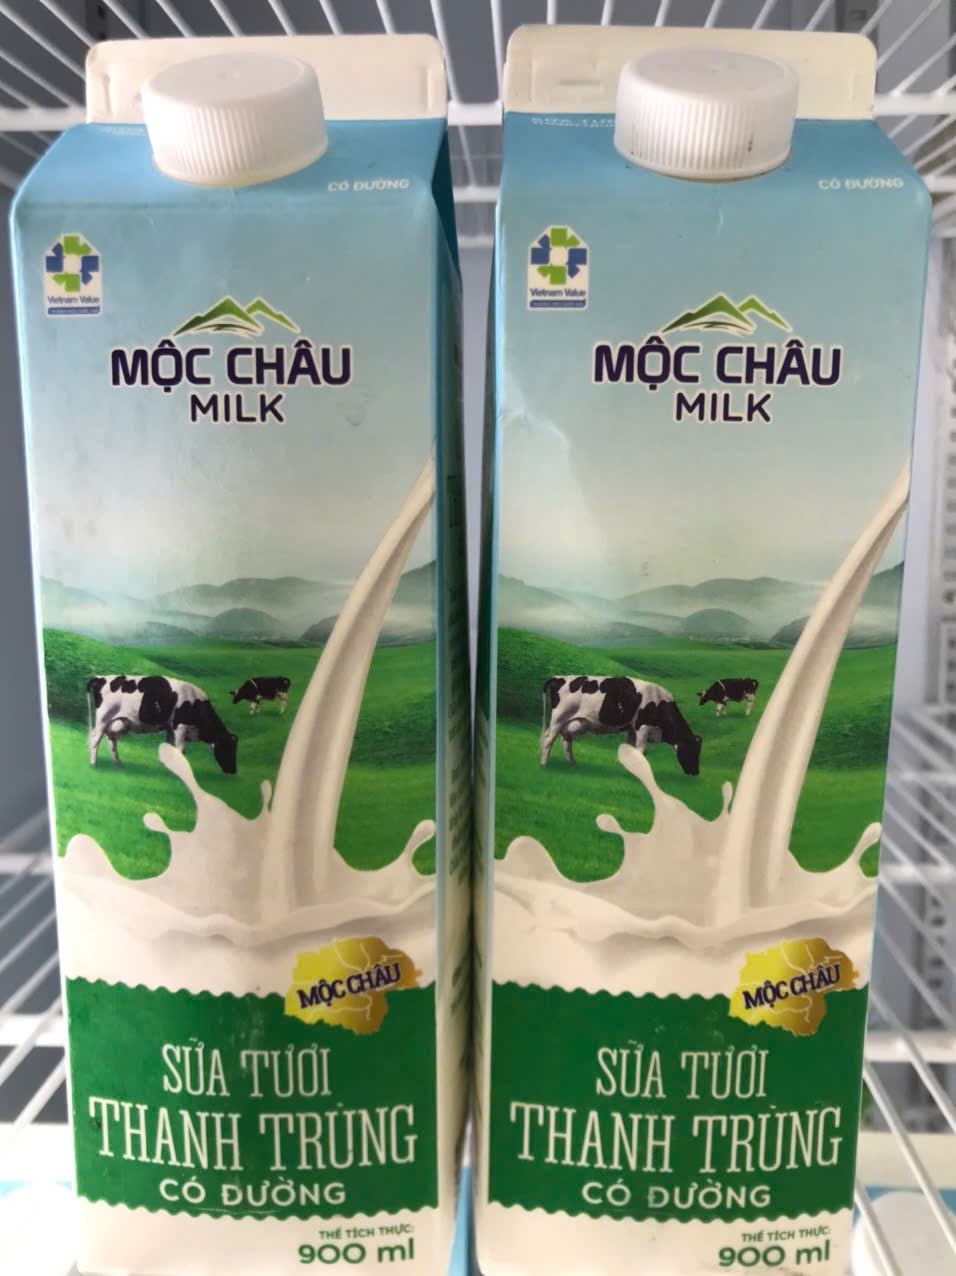 CÓ ĐƯỜNG
Vietnam Value
MỘC CHÂU
MILK
MỘC CHÂU
SỮA TƯƠI
THANH TRÙNG
CÓ ĐƯỜNG
THỂ TÍCH THỰC:
900 ml
SỮA TƯƠI
CÓ ĐƯỜNG
Vietnam Value
MỘC CHÂU
MILK
MỘC CHÂU
SỮA TƯƠI
THANH TRÙNG
CÓ ĐƯỜNG
THỂ TÍCH THỰC:
900 ml